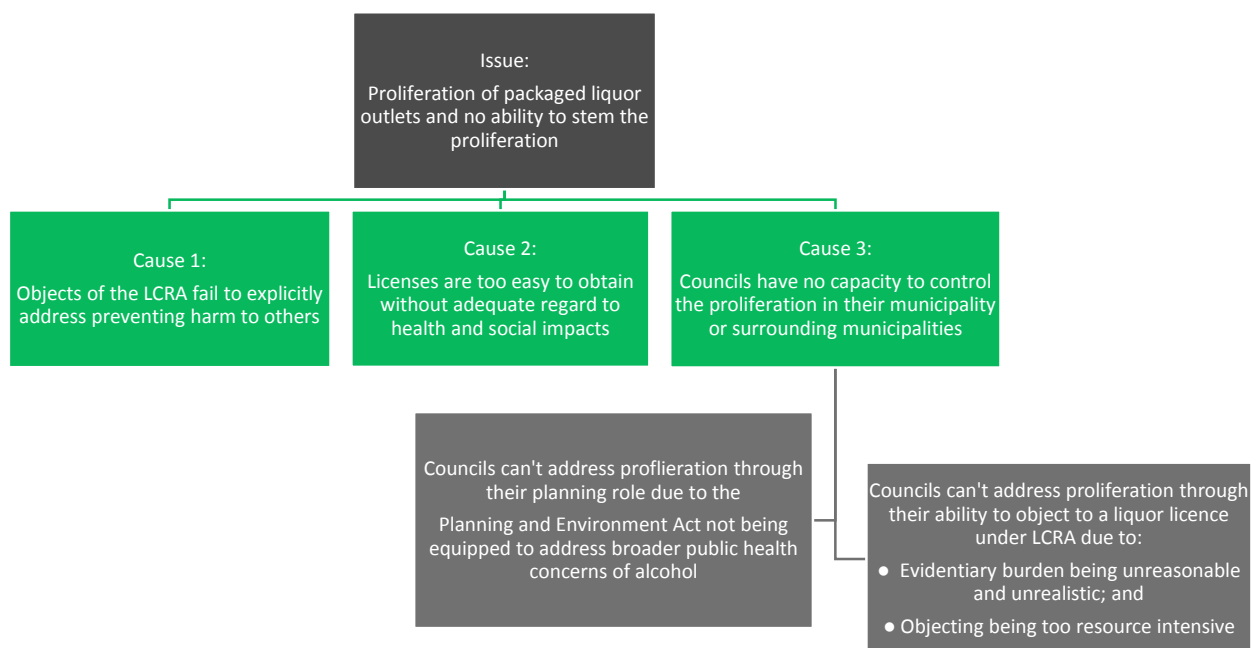 Issue:
Proliferation of packaged liquor
outlets and no ability to stem the
proliferation
Cause 1:
Objects of the LCRA fail to explicitly
address preventing harm to others
Cause 2:
Licenses are too easy to obtain
without adequate regard to
health and social impacts
Cause 3:
Councils have no capacity to control
the proliferation in their municipality
or surrounding municipalities
Councils can't address proflieration through
their planning role due to the
Planning and Environment Act not being
equipped to address broader public health
concerns of alcohol
Councils can't address proliferation through
their ability to object to a liquor licence
under LCRA due to:
● Evidentiary burden being unreasonable
and unrealistic; and
● Objecting being too resource intensive